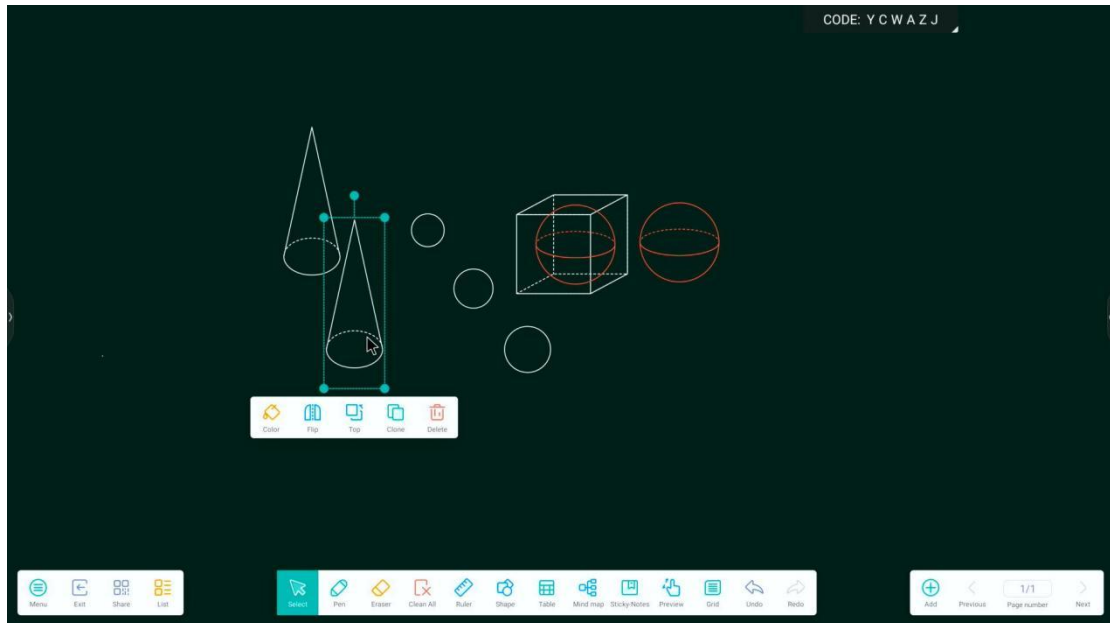 CODE: Y C W A Z J
Color Flip Top Clone Delete
Menu Exit Share List Select Pen Eraser Clean All Ruler Shape Table Mind map Sticky Notes Preview Grid Undo Redo Add Previous 1/1 Page number Next